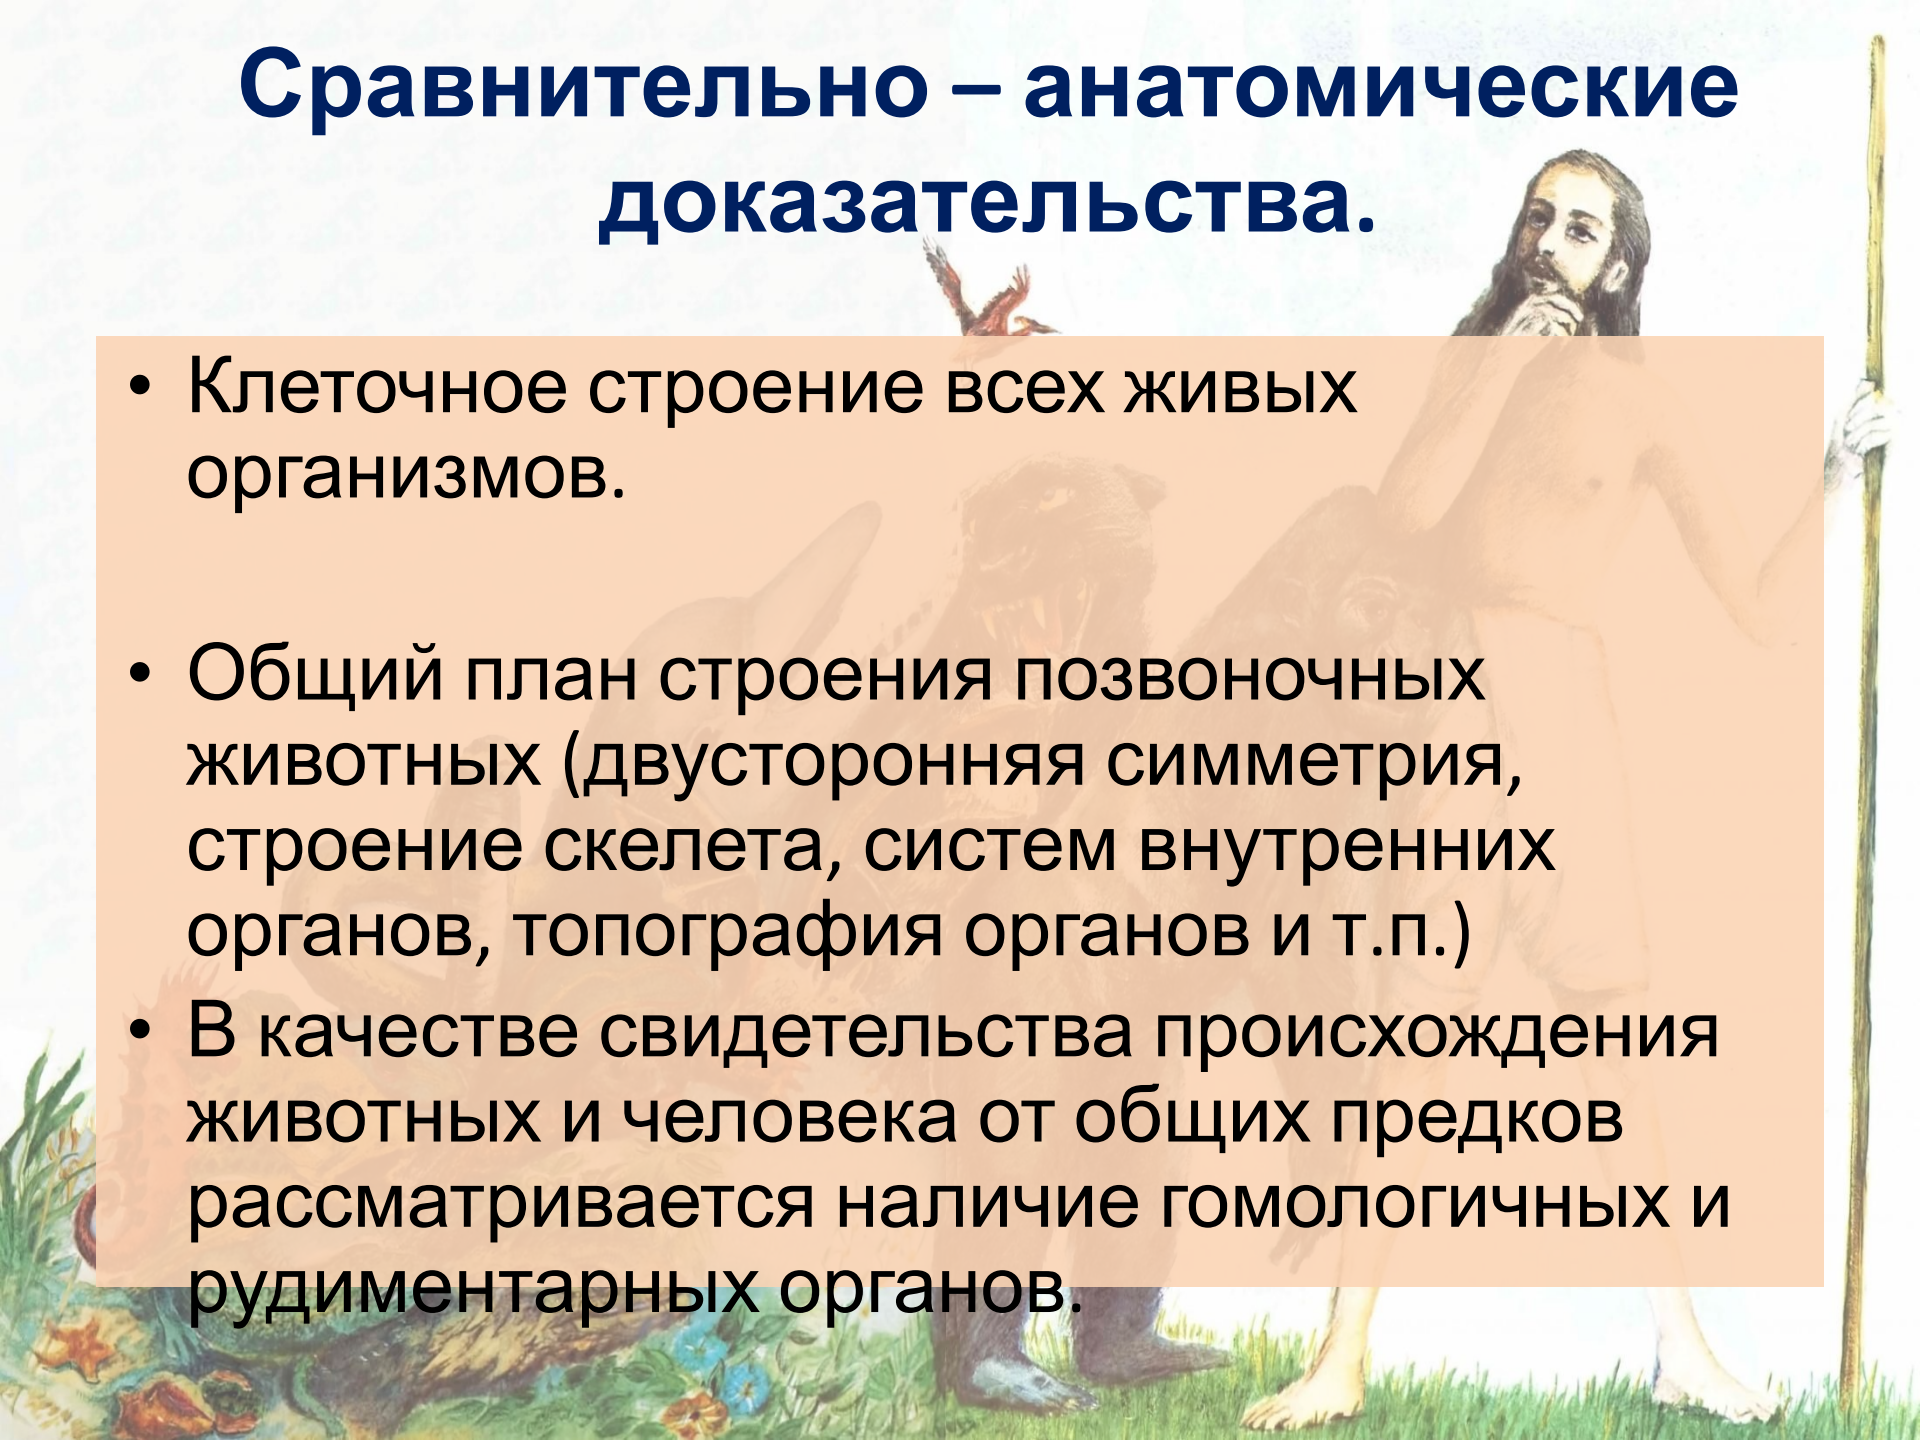 Сравнительно – анатомические
доказательства.
• Клеточное строение всех живых
организмов.
• Общий план строения позвоночных
животных (двусторонняя симметрия,
строение скелета, систем внутренних
органов, топография органов и т.п.)
• В качестве свидетельства происхождения
животных и человека от общих предков
рассматривается наличие гомологичных и
рудиментарных органов.